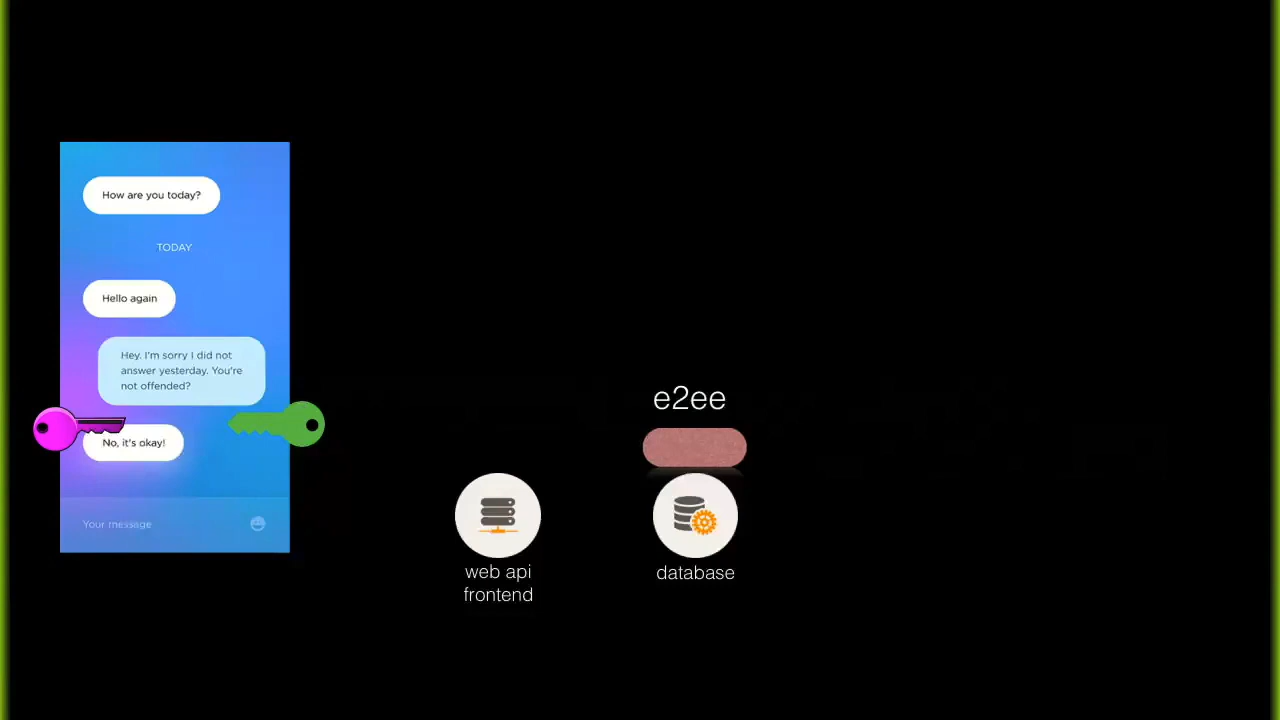 How are you today?
TODAY
Hello again
Hey. I'm sorry I did not
answer yesterday. You're
not offended?
No, it's okay!
Your message
e2ee
web api
frontend
database